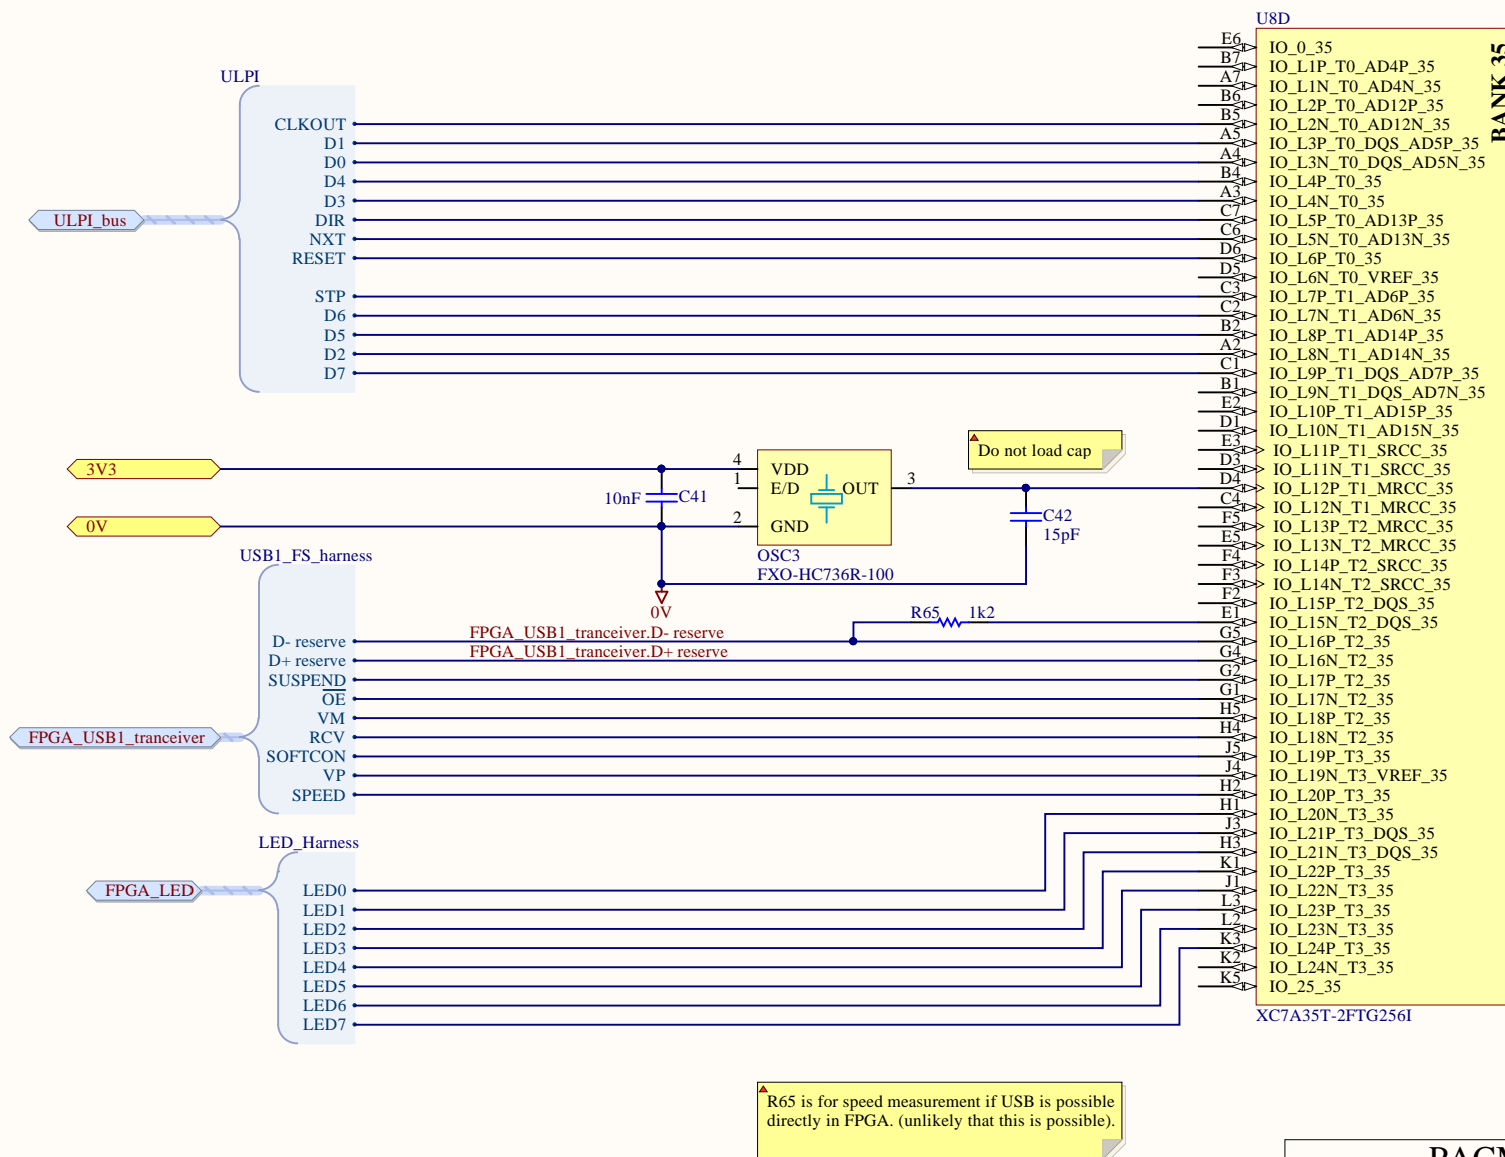 U8D
BANK 35
E6 IO_0_35
B7 IO_L1P_T0_AD4P_35
ULPI
A7 IO_L1N_T0_AD4N_35
B6 IO_L2P_T0_AD12P_35
CLKOUT B5 IO_L2N_T0_AD12N_35
D1 A5 IO_L3P_T0_DQS_AD5P_35
D0 A4 IO_L3N_T0_DQS_AD5N_35
D4 B4 IO_L4P_T0_35
D3 A3 IO_L4N_T0_35
ULPI_bus DIR C7 IO_L5P_T0_AD13P_35
NXT C6 IO_L5N_T0_AD13N_35
RESET D6 IO_L6P_T0_35
D5 IO_L6N_T0_VREF_35
STP C3 IO_L7P_T1_AD6P_35
D6 C2 IO_L7N_T1_AD6N_35
D5 B2 IO_L8P_T1_AD14P_35
D2 A2 IO_L8N_T1_AD14N_35
D7 C1 IO_L9P_T1_DQS_AD7P_35
B1 IO_L9N_T1_DQS_AD7N_35
E2 IO_L10P_T1_AD15P_35
D1 IO_L10N_T1_AD15N_35
Do not load cap E3 IO_L11P_T1_SRCC_35
3V3 4 VDD D3 IO_L11N_T1_SRCC_35
1 E/D OUT 3 D4 IO_L12P_T1_MRCC_35
10nF C41 C4 IO_L12N_T1_MRCC_35
C42
0V 2 GND F5 IO_L13P_T2_MRCC_35
15pF
E5 IO_L13N_T2_MRCC_35
USB1_FS_harness OSC3
F4 IO_L14P_T2_SRCC_35
FXO-HC736R-100
F3 IO_L14N_T2_SRCC_35
F2 IO_L15P_T2_DQS_35
0V R65 1k2 E1 IO_L15N_T2_DQS_35
FPGA_USB1_tranceiver.D- reserve
D- reserve G5 IO_L16P_T2_35
FPGA_USB1_tranceiver.D+ reserve
D+ reserve G4 IO_L16N_T2_35
SUSPEND G2 IO_L17P_T2_35
OE G1 IO_L17N_T2_35
VM H5 IO_L18P_T2_35
FPGA_USB1_tranceiver RCV H4 IO_L18N_T2_35
SOFTCON J5 IO_L19P_T3_35
VP J4 IO_L19N_T3_VREF_35
SPEED H2 IO_L20P_T3_35
H1 IO_L20N_T3_35
J3 IO_L21P_T3_DQS_35
LED_Harness
H3 IO_L21N_T3_DQS_35
K1 IO_L22P_T3_35
FPGA_LED LED0 J1 IO_L22N_T3_35
LED1 L3 IO_L23P_T3_35
LED2 L2 IO_L23N_T3_35
LED3 K3 IO_L24P_T3_35
LED4 K2 IO_L24N_T3_35
LED5 K5 IO_25_35
LED6
XC7A35T-2FTG256I
LED7
R65 is for speed measurement if USB is possible
directly in FPGA. (unlikely that this is possible).